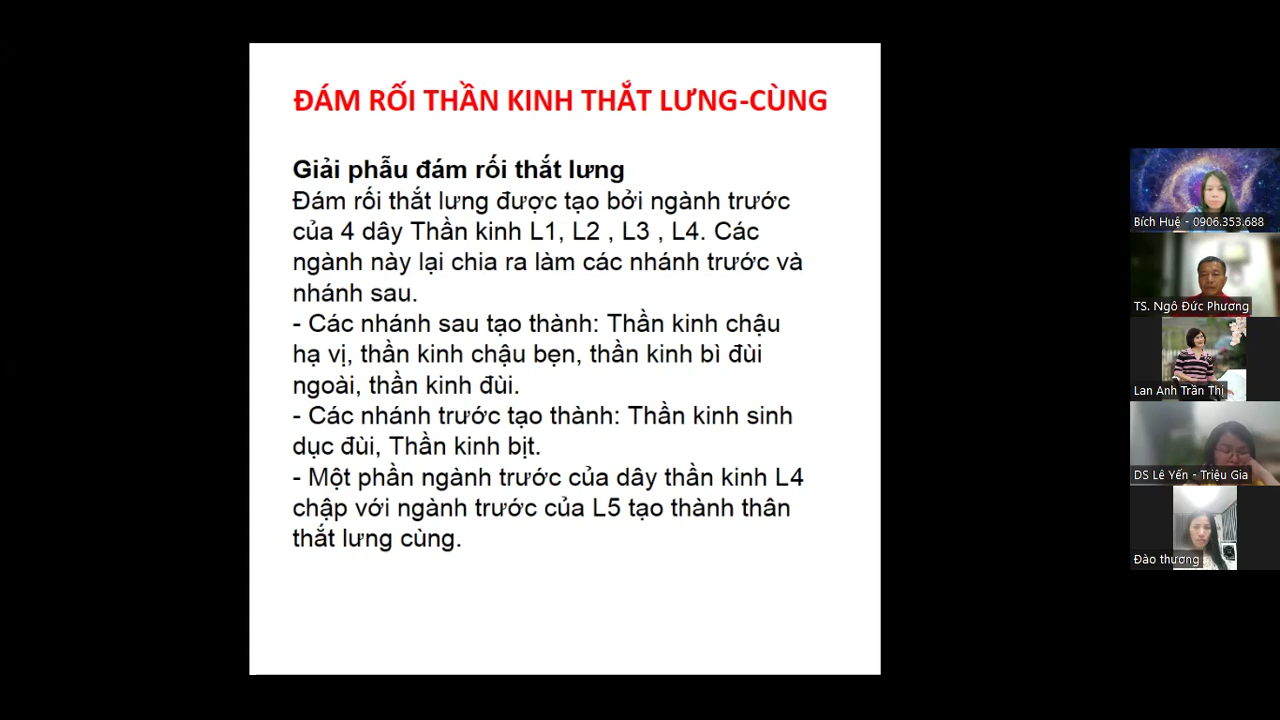 ĐÁM RỐI THẦN KINH THẮT LƯNG-CÙNG
Giải phẫu đám rối thắt lưng
Đám rối thắt lưng được tạo bởi ngành trước
của 4 dây Thần kinh L1, L2 , L3 , L4. Các
ngành này lại chia ra làm các nhánh trước và
nhánh sau.
- Các nhánh sau tạo thành: Thần kinh chậu
hạ vị, thần kinh chậu bẹn, thần kinh bì đùi
ngoài, thần kinh đùi.
- Các nhánh trước tạo thành: Thần kinh sinh
dục đùi, Thần kinh bịt.
- Một phần ngành trước của dây thần kinh L4
chập với ngành trước của L5 tạo thành thân
thắt lưng cùng.
Bích Huệ - 0906.353.688
TS. Ngô Đức Phương
Lan Anh Trần Thị
DS Lê Yến - Triệu Gia
Đào thương